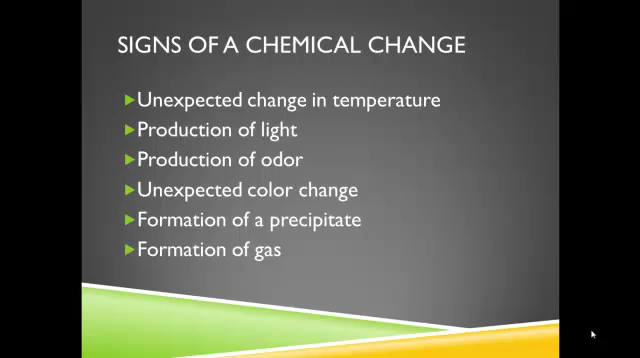 SIGNS OF A CHEMICAL CHANGE
Unexpected change in temperature
Production of light
Production of odor
Unexpected color change
Formation of a precipitate
Formation of gas